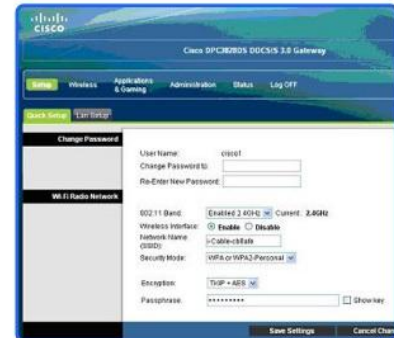 cisco
Cisco DPC3828DS DOCSIS 3.0 Gateway
Setup Wireless Applications & Gaming Administration Status Log OFF
Quick Setup Lan Setup
Change Password
User Name: cisco1
Change Password to:
Re-Enter New Password:
Wi-Fi Radio Network
802.11 Band: Enabled 2.4GHz Current: 2.4GHz
Wireless Interface: Enable Disable
Network Name (SSID):
Security Mode: WPA or WPA2-Personal
Encryption: TKIP + AES
Passphrase: •••••••••
Show key
Save Settings Cancel